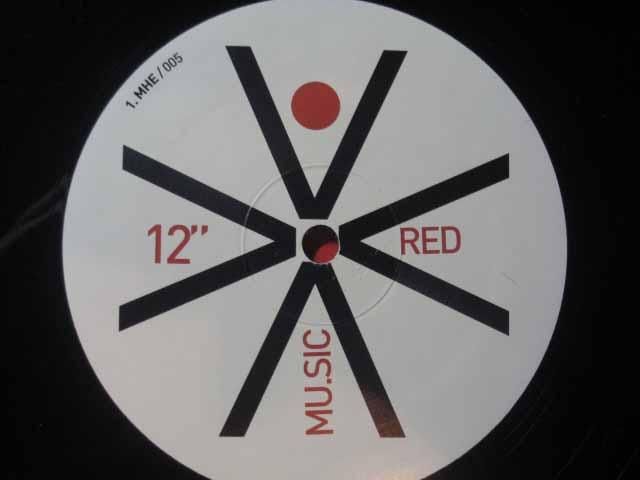 1. MHE / 005
12”
RED
MU.SIC